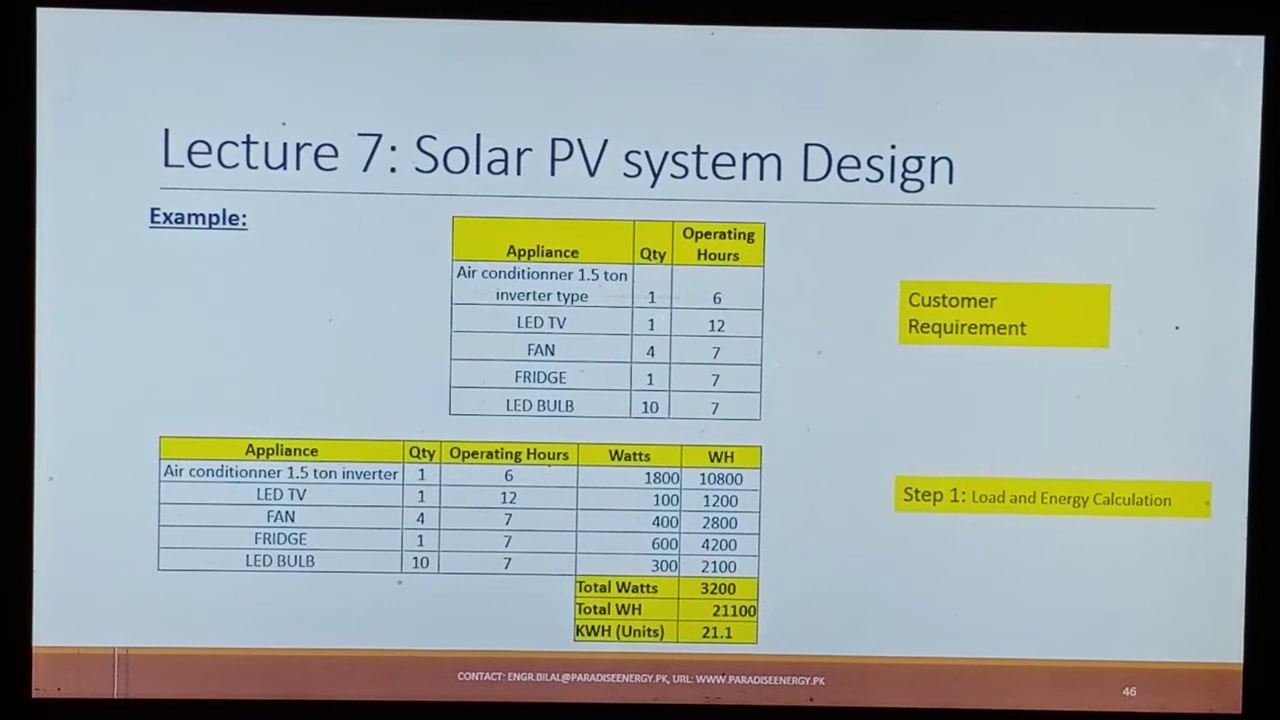 Lecture 7: Solar PV system Design
Example:
Appliance Qty Operating Hours
Air conditionner 1.5 ton inverter type 1 6
LED TV 1 12
FAN 4 7
FRIDGE 1 7
LED BULB 10 7
Customer
Requirement
Appliance Qty Operating Hours Watts WH
Air conditionner 1.5 ton inverter 1 6 1800 10800
LED TV 1 12 100 1200
FAN 4 7 400 2800
FRIDGE 1 7 600 4200
LED BULB 10 7 300 2100
Total Watts 3200
Total WH 21100
KWH (Units) 21.1
Step 1: Load and Energy Calculation
CONTACT: ENGR.BILAL@PARADISEENERGY.PK, URL: WWW.PARADISEENERGY.PK
46